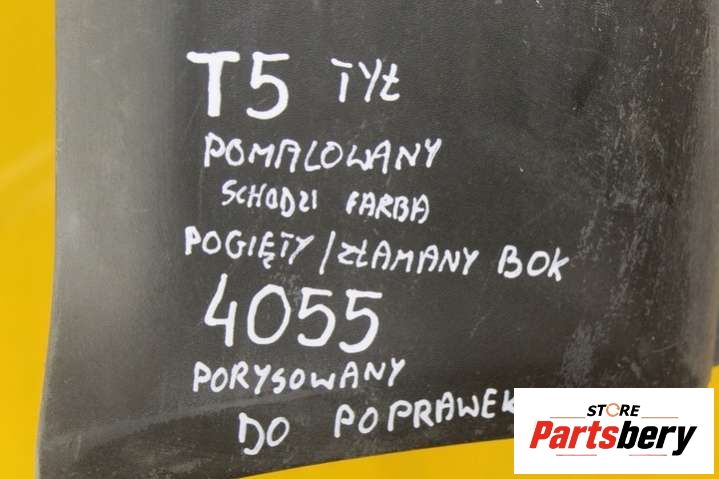 T5 TYŁ
POMALOWANY
SCHODZI FARBA
POGIĘTY/ZŁAMANY BOK
4055
PORYSOWANY
DO POPRAWEK
STORE
Partsbery